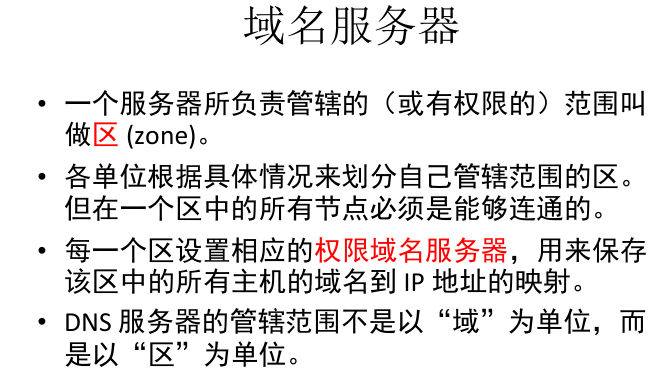 域名服务器
• 一个服务器所负责管辖的（或有权限的）范围叫
做区 (zone)。
• 各单位根据具体情况来划分自己管辖范围的区。
但在一个区中的所有节点必须是能够连通的。
• 每一个区设置相应的权限域名服务器，用来保存
该区中的所有主机的域名到 IP 地址的映射。
• DNS 服务器的管辖范围不是以“域”为单位，而
是以“区”为单位。